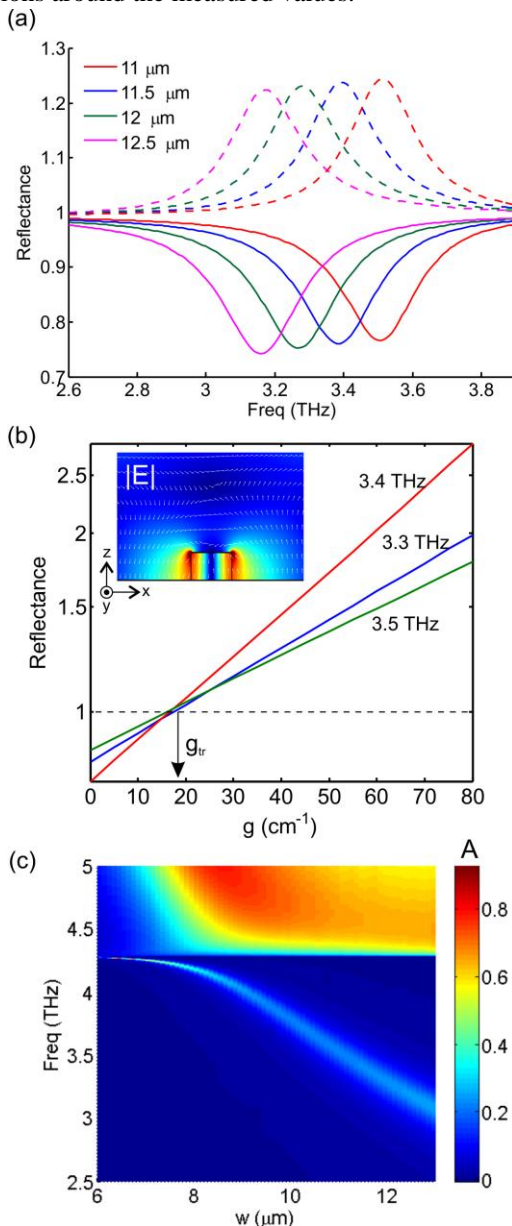 ions around the measured values.
(a)
1.3
1.2
1.1
1
0.9
0.8
0.7
Reflectance
11 μm
11.5 μm
12 μm
12.5 μm
2.6 2.8 3 3.2 3.4 3.6 3.8
Freq (THz)
(b)
2.5
2
1.5
1
Reflectance
|E|
z
y x
3.4 THz
3.3 THz
3.5 THz
gtr
0 10 20 30 40 50 60 70 80
g (cm-1)
(c)
A
5
4.5
4
3.5
3
2.5
Freq (THz)
0.8
0.6
0.4
0.2
0
6 8 10 12
w (μm)